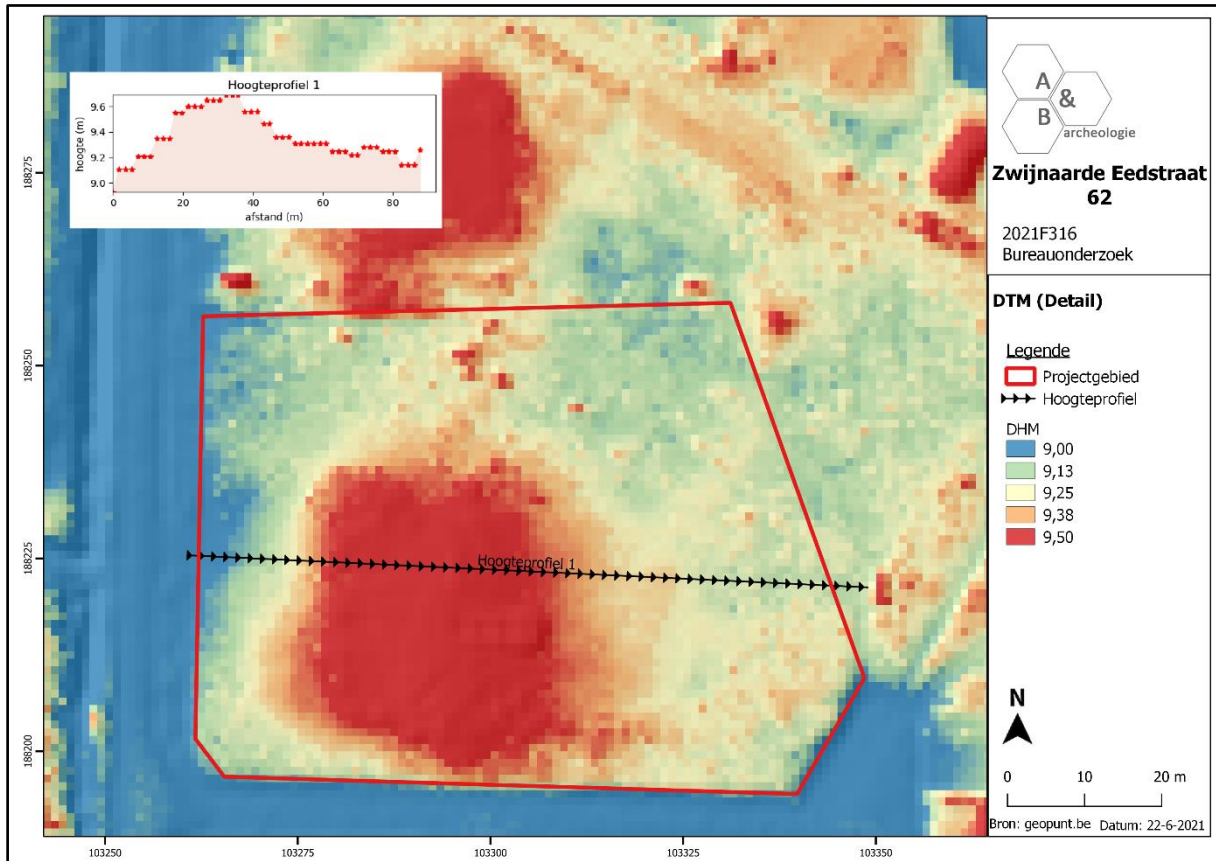 Hoogteprofiel 1
9.6
9.4
9.2
9.0
hoogte (m)
0 20 40 60 80
afstand (m)
Hoogteprofiel 1
188275
188250
188225
188200
103250 103275 103300 103325 103350
A
&
B
archeologie
Zwijnaarde Eedstraat
62
2021F316
Bureauonderzoek
DTM (Detail)
Legende
Projectgebied
Hoogteprofiel
DHM
9,00
9,13
9,25
9,38
9,50
N
0 10 20 m
Bron: geopunt.be Datum: 22-6-2021